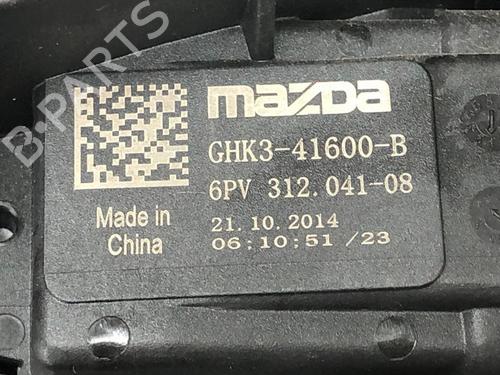 mazda
GHK3-41600-B
6PV 312.041-08
Made in
China
21.10.2014
06:10:51 /23
B-PARTS